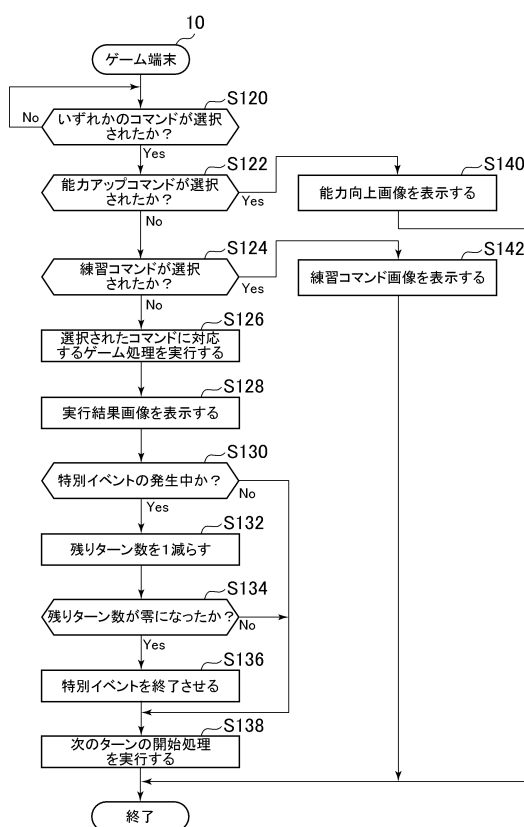 10
ゲーム端末
S120
いずれかのコマンドが選択
されたか？
No
Yes
S122
能力アップコマンドが選択
されたか？
Yes
No
S140
能力向上画像を表示する
S124
練習コマンドが選択
されたか？
Yes
No
S142
練習コマンド画像を表示する
S126
選択されたコマンドに対応
するゲーム処理を実行する
S128
実行結果画像を表示する
S130
特別イベントの発生中か？
No
Yes
S132
残りターン数を１減らす
S134
残りターン数が零になったか？
No
Yes
S136
特別イベントを終了させる
S138
次のターンの開始処理
を実行する
終了